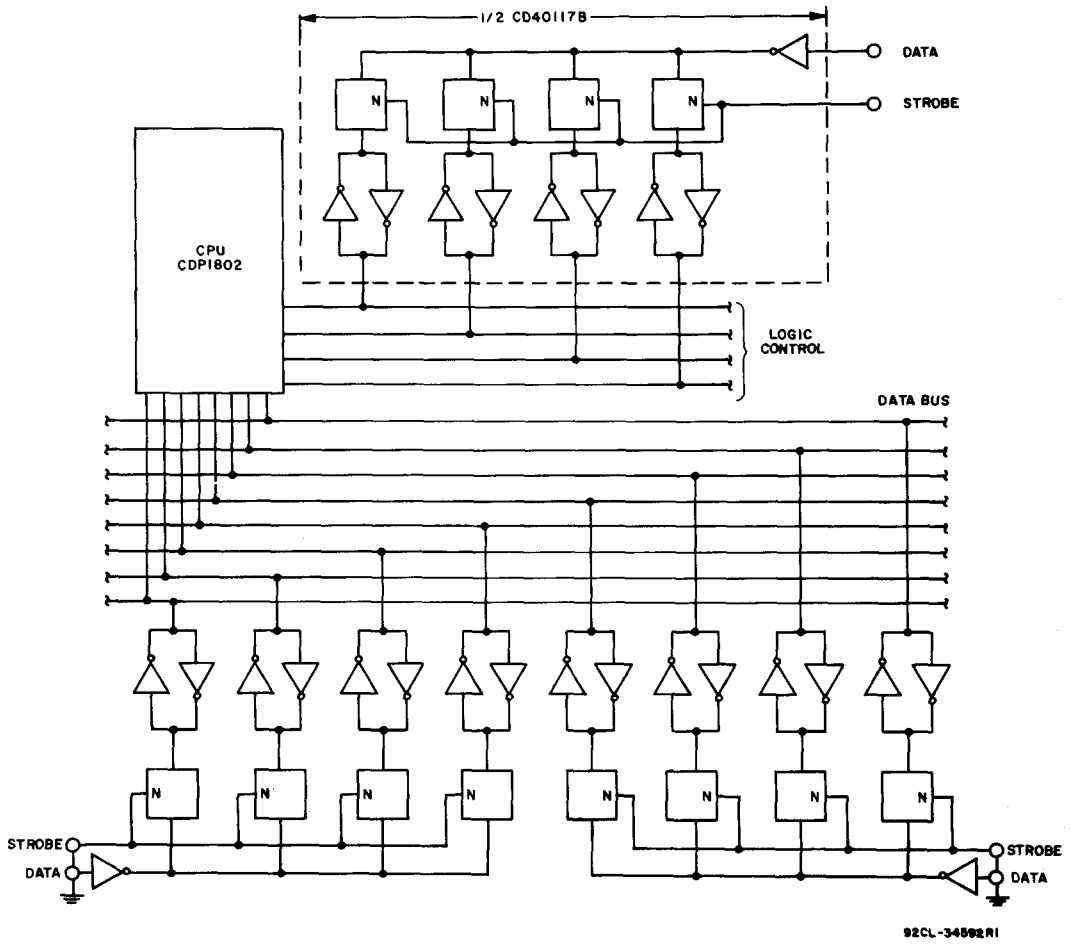 1/2 CD40117B
DATA
N N N N
STROBE
CPU
CDP1802
LOGIC
CONTROL
DATA BUS
N N N N N N N N
STROBE
STROBE
DATA
DATA
92CL-34592R1